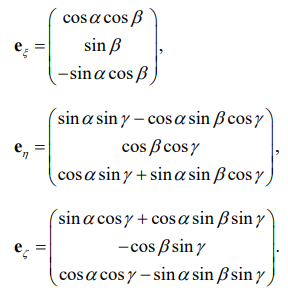 e_ξ = ( cos α cos β
sin β
−sin α cos β ),
e_η = ( sin α sin γ − cos α sin β cos γ
cos β cos γ
cos α sin γ + sin α sin β cos γ ),
e_ζ = ( sin α cos γ + cos α sin β sin γ
−cos β sin γ
cos α cos γ − sin α sin β sin γ ).